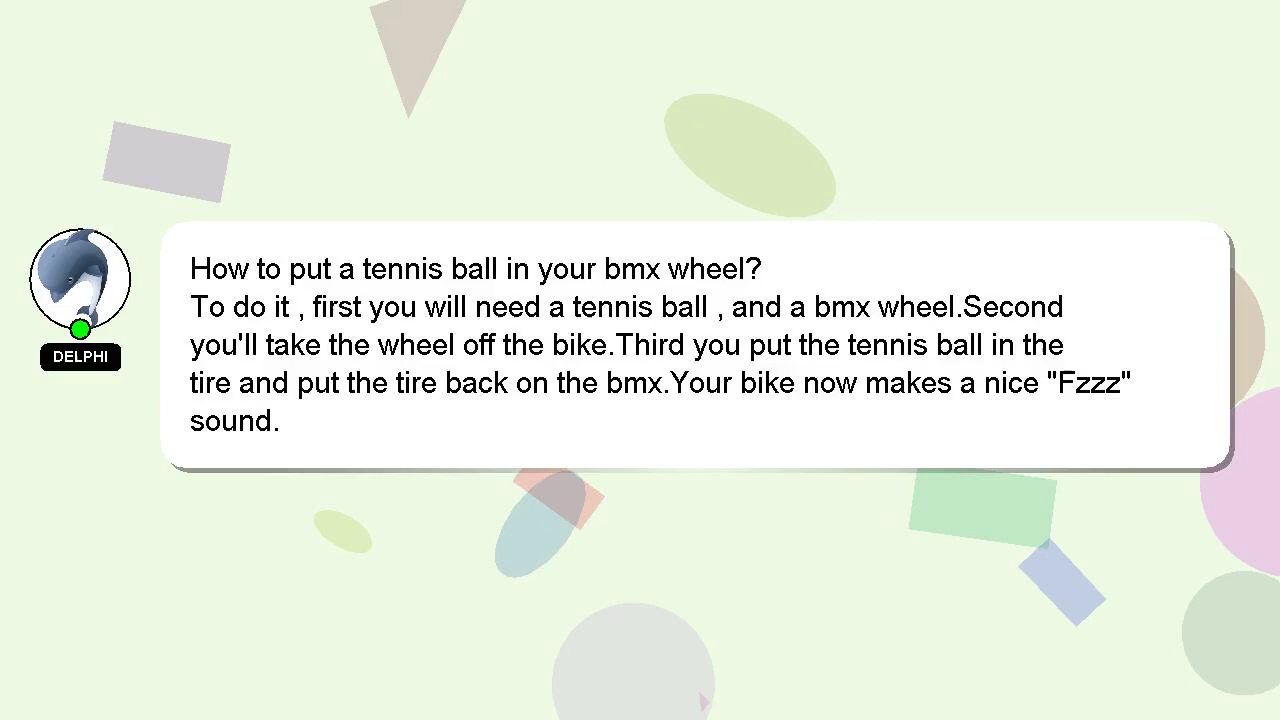 How to put a tennis ball in your bmx wheel?
To do it , first you will need a tennis ball , and a bmx wheel.Second
you'll take the wheel off the bike.Third you put the tennis ball in the
tire and put the tire back on the bmx.Your bike now makes a nice "Fzzz"
sound.
DELPHI